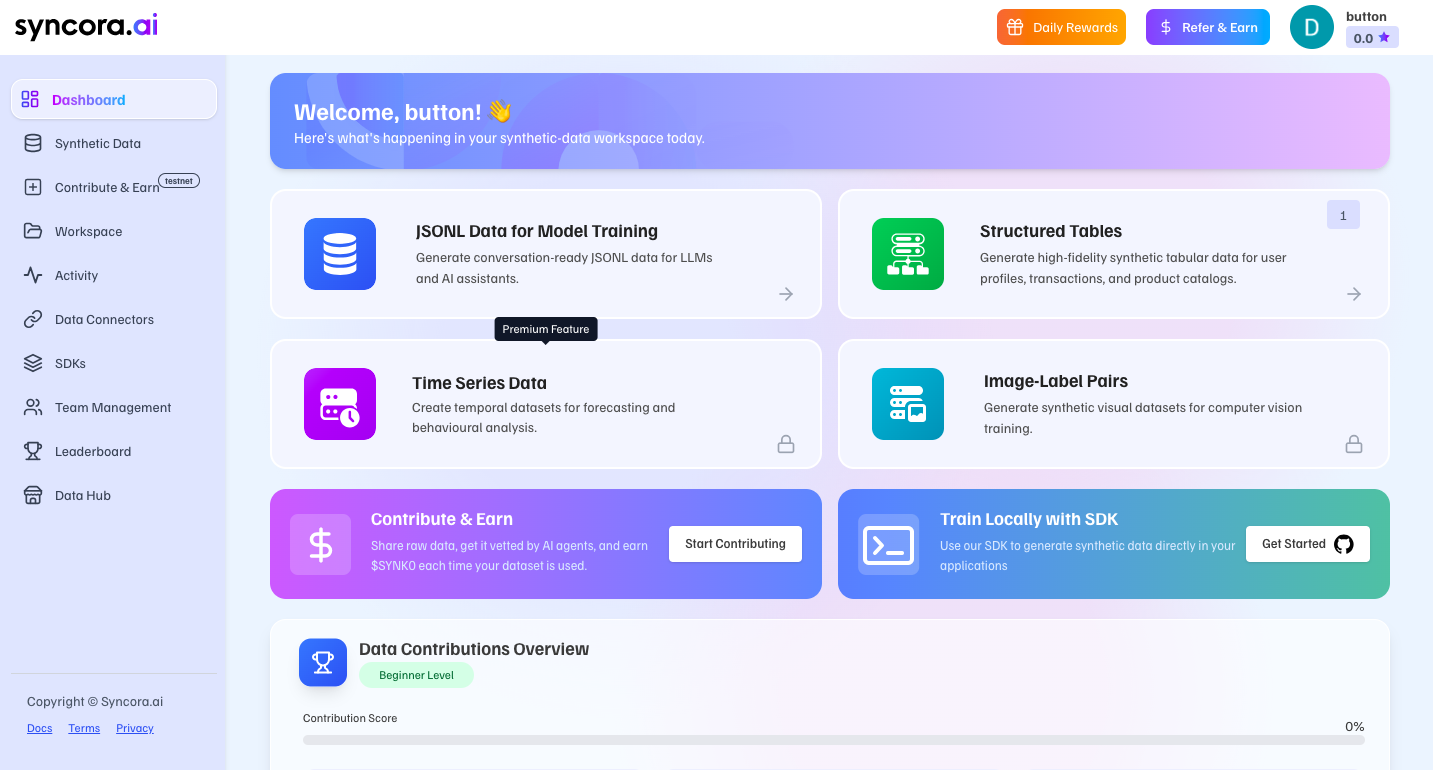 syncora.ai
Daily Rewards
Refer & Earn
D
button
0.0
Dashboard
Synthetic Data
Contribute & Earn
testnet
Workspace
Activity
Data Connectors
SDKs
Team Management
Leaderboard
Data Hub
Copyright © Syncora.ai
Docs Terms Privacy
Welcome, button! 👋
Here's what's happening in your synthetic-data workspace today.
JSONL Data for Model Training
Generate conversation-ready JSONL data for LLMs
and AI assistants.
1
Structured Tables
Generate high-fidelity synthetic tabular data for user
profiles, transactions, and product catalogs.
Premium Feature
Time Series Data
Create temporal datasets for forecasting and
behavioural analysis.
Image-Label Pairs
Generate synthetic visual datasets for computer vision
training.
Contribute & Earn
Share raw data, get it vetted by AI agents, and earn
$SYNKO each time your dataset is used.
Start Contributing
Train Locally with SDK
Use our SDK to generate synthetic data directly in your
applications
Get Started
Data Contributions Overview
Beginner Level
Contribution Score
0%